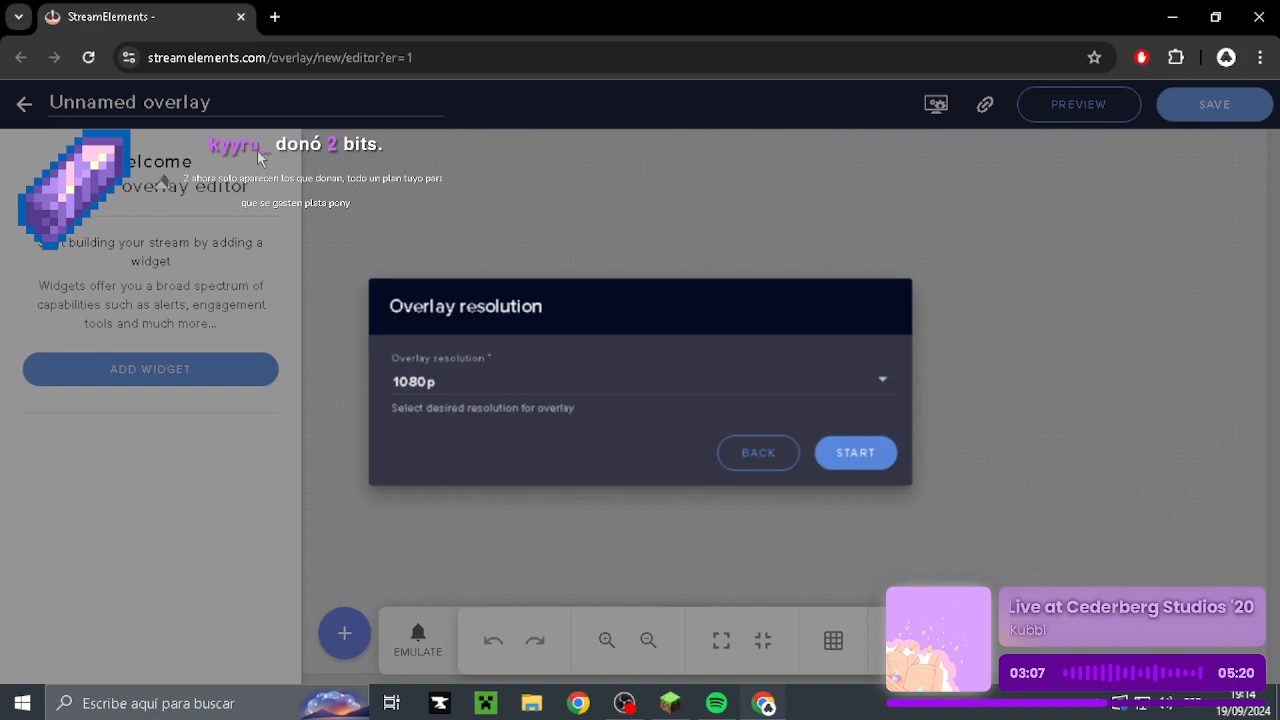 StreamElements -
streamelements.com/overlay/new/editor?er=1
Unnamed overlay
PREVIEW
SAVE
kyyru_ donó 2 bits.
2 ahora solo aparecen los que donan, todo un plan tuyo para
que se gasten plata pony
elcome
overlay editor
building your stream by adding a
widget
Widgets offer you a broad spectrum of
capabilities such as alerts, engagement
tools and much more...
ADD WIDGET
Overlay resolution
Overlay resolution *
1080p
Select desired resolution for overlay
BACK
START
EMULATE
Live at Cederberg Studios '20
Kubbi
03:07
05:20
Escribe aquí para buscar
19:14
19/09/2024